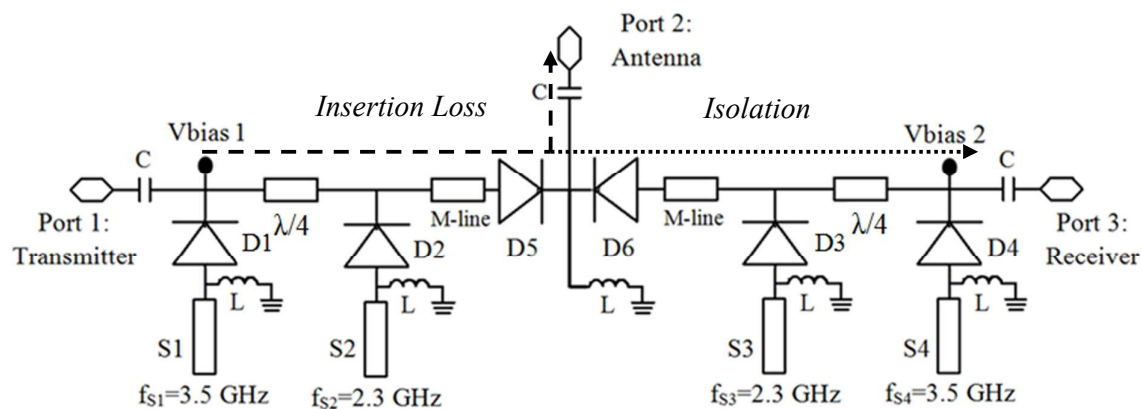 Port 2:
Antenna
C
Insertion Loss
Isolation
Vbias 1
Vbias 2
C
C
Port 1:
Transmitter
λ/4
M-line
M-line
λ/4
Port 3:
Receiver
D1
D2
D5
D6
D3
D4
L
L
L
L
L
S1
S2
S3
S4
fS1=3.5 GHz
fS2=2.3 GHz
fS3=2.3 GHz
fS4=3.5 GHz